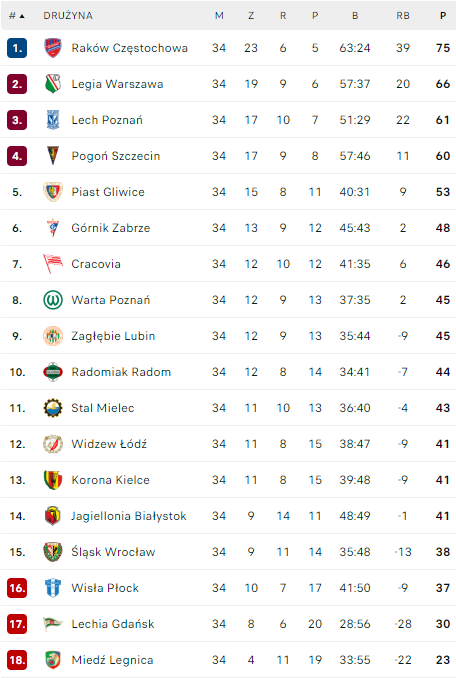 # ▲ DRUŻYNA M Z R P B RB P
1. Raków Częstochowa 34 23 6 5 63:24 39 75
2. Legia Warszawa 34 19 9 6 57:37 20 66
3. Lech Poznań 34 17 10 7 51:29 22 61
4. Pogoń Szczecin 34 17 9 8 57:46 11 60
5. Piast Gliwice 34 15 8 11 40:31 9 53
6. Górnik Zabrze 34 13 9 12 45:43 2 48
7. Cracovia 34 12 10 12 41:35 6 46
8. Warta Poznań 34 12 9 13 37:35 2 45
9. Zagłębie Lubin 34 12 9 13 35:44 -9 45
10. Radomiak Radom 34 12 8 14 34:41 -7 44
11. Stal Mielec 34 11 10 13 36:40 -4 43
12. Widzew Łódź 34 11 8 15 38:47 -9 41
13. Korona Kielce 34 11 8 15 39:48 -9 41
14. Jagiellonia Białystok 34 9 14 11 48:49 -1 41
15. Śląsk Wrocław 34 9 11 14 35:48 -13 38
16. Wisła Płock 34 10 7 17 41:50 -9 37
17. Lechia Gdańsk 34 8 6 20 28:56 -28 30
18. Miedź Legnica 34 4 11 19 33:55 -22 23